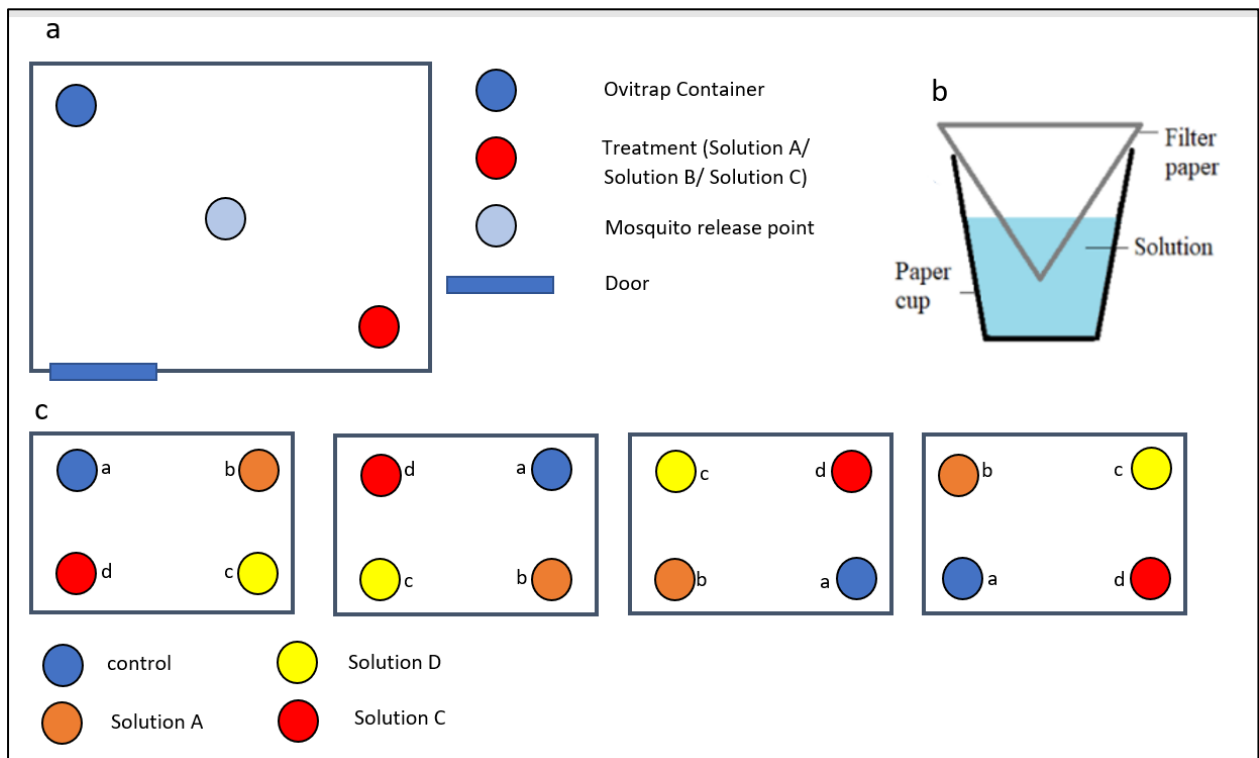 a
Ovitrap Container
Treatment (Solution A/
Solution B/ Solution C)
Mosquito release point
Door
b
Filter
paper
Solution
Paper
cup
c
a b
d c
d a
c b
c d
b a
b c
a d
control
Solution D
Solution A
Solution C